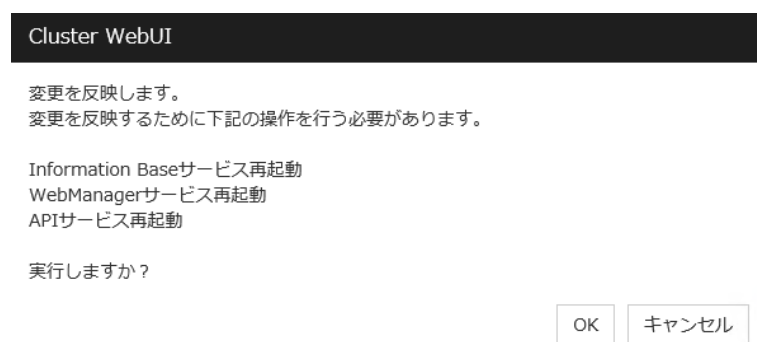 Cluster WebUI
変更を反映します。
変更を反映するために下記の操作を行う必要があります。
Information Baseサービス再起動
WebManagerサービス再起動
APIサービス再起動
実行しますか？
OK キャンセル